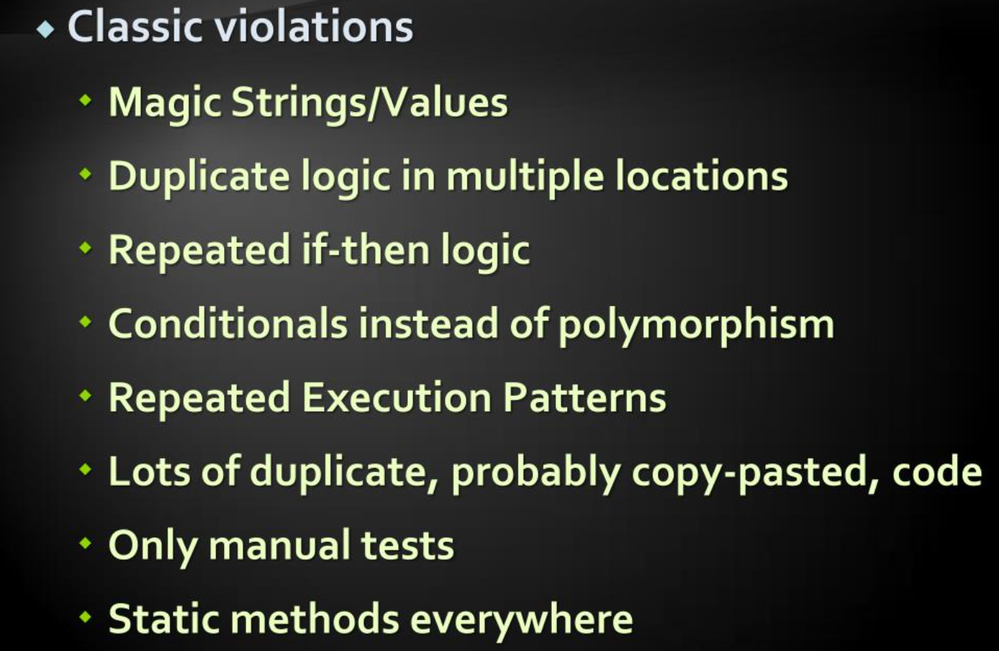 Classic violations
Magic Strings/Values
Duplicate logic in multiple locations
Repeated if-then logic
Conditionals instead of polymorphism
Repeated Execution Patterns
Lots of duplicate, probably copy-pasted, code
Only manual tests
Static methods everywhere